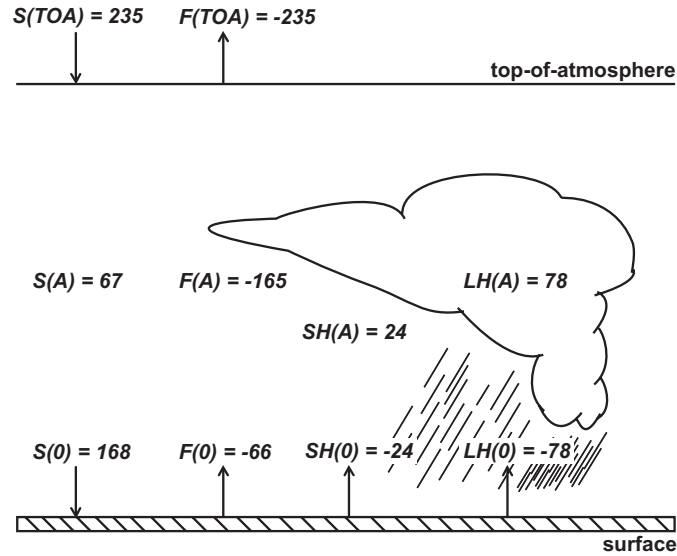 S(TOA) = 235 F(TOA) = -235
top-of-atmosphere
S(A) = 67 F(A) = -165 LH(A) = 78
SH(A) = 24
S(0) = 168 F(0) = -66 SH(0) = -24 LH(0) = -78
surface